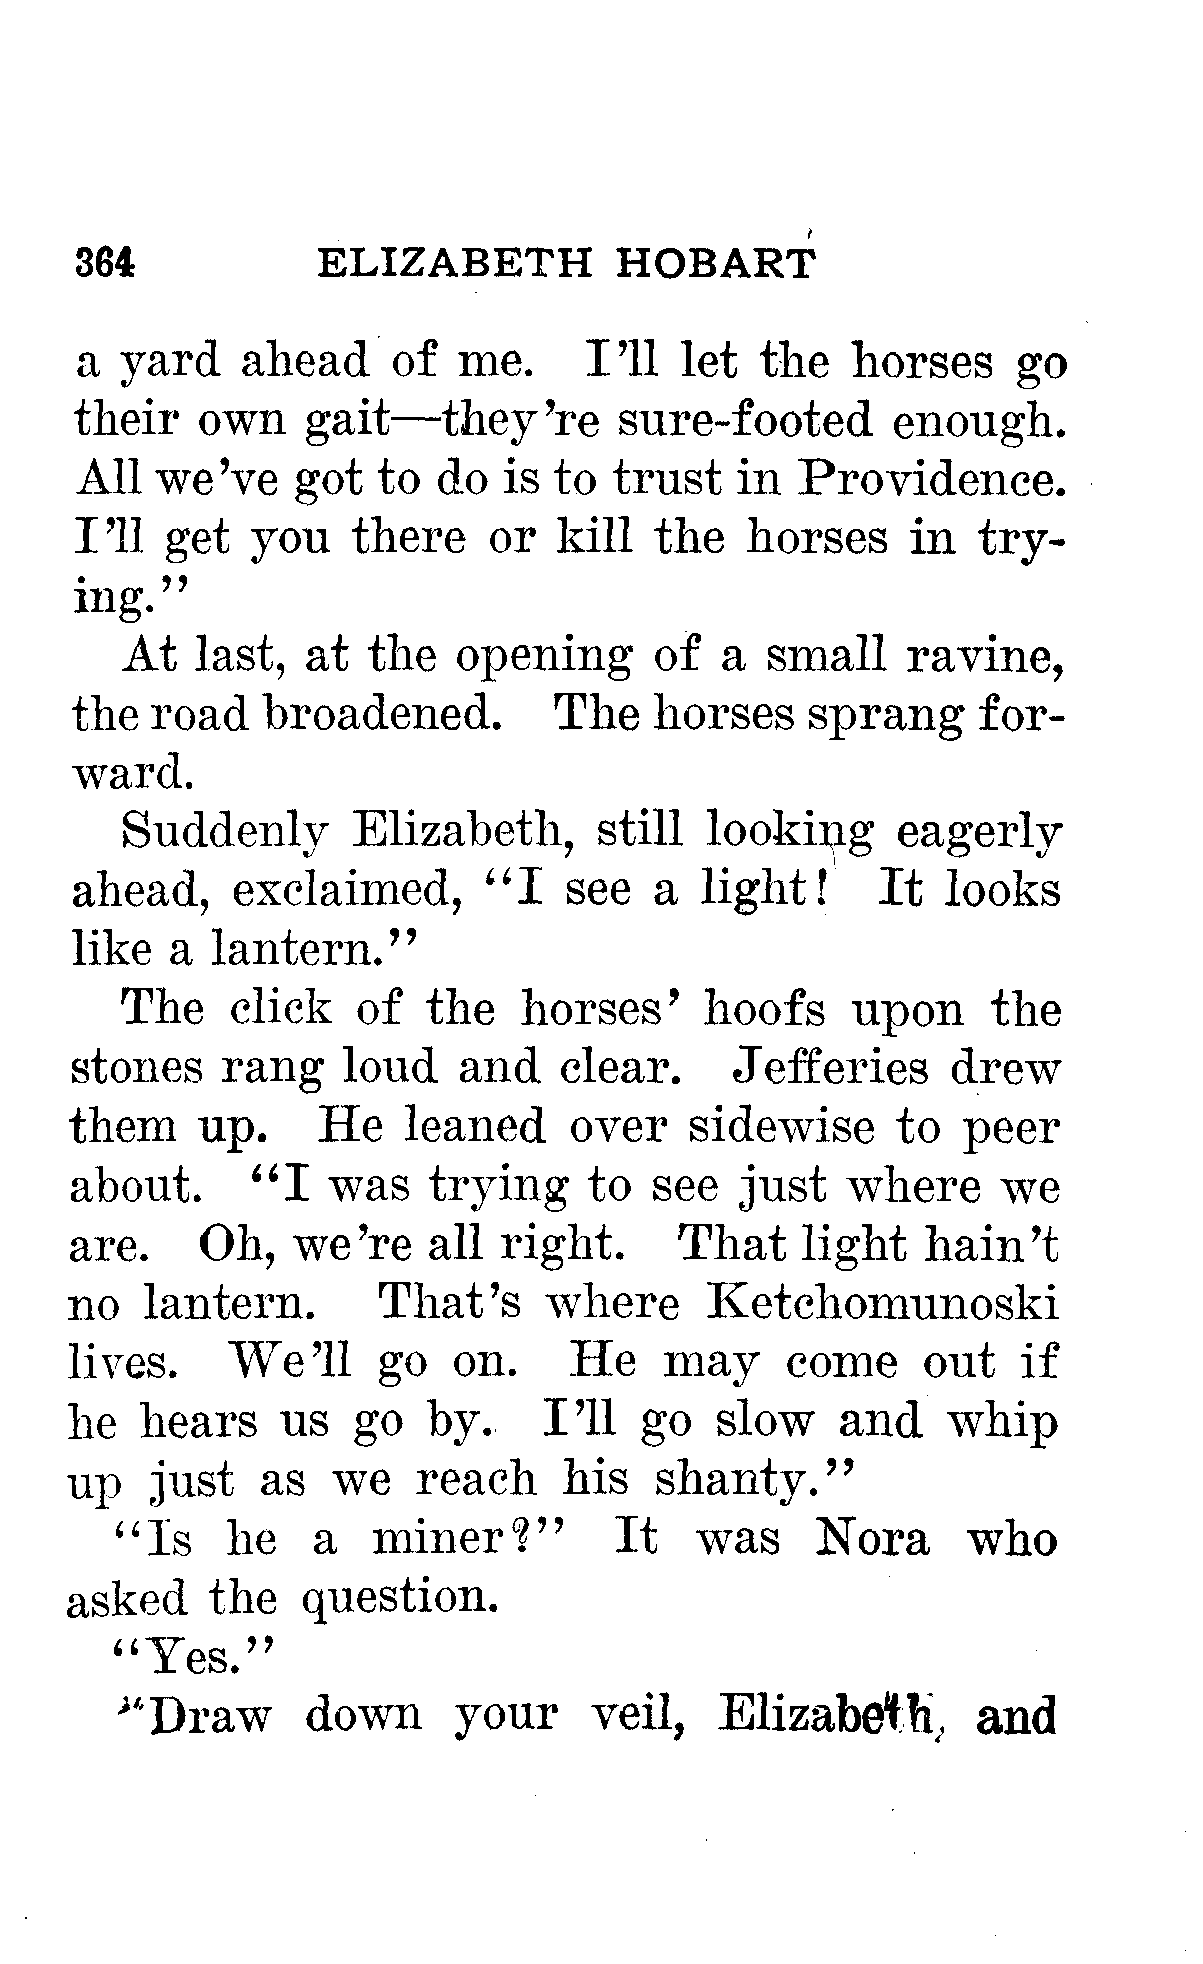 364 ELIZABETH HOBART
a yard ahead of me. I'll let the horses go
their own gait—they're sure-footed enough.
All we've got to do is to trust in Providence.
I'll get you there or kill the horses in try-
ing."
At last, at the opening of a small ravine,
the road broadened. The horses sprang for-
ward.
Suddenly Elizabeth, still looking eagerly
ahead, exclaimed, "I see a light! It looks
like a lantern."
The click of the horses' hoofs upon the
stones rang loud and clear. Jefferies drew
them up. He leaned over sidewise to peer
about. "I was trying to see just where we
are. Oh, we're all right. That light hain't
no lantern. That's where Ketchomunoski
lives. We'll go on. He may come out if
he hears us go by. I'll go slow and whip
up just as we reach his shanty."
"Is he a miner?" It was Nora who
asked the question.
"Yes."
"Draw down your veil, Elizabeth, and